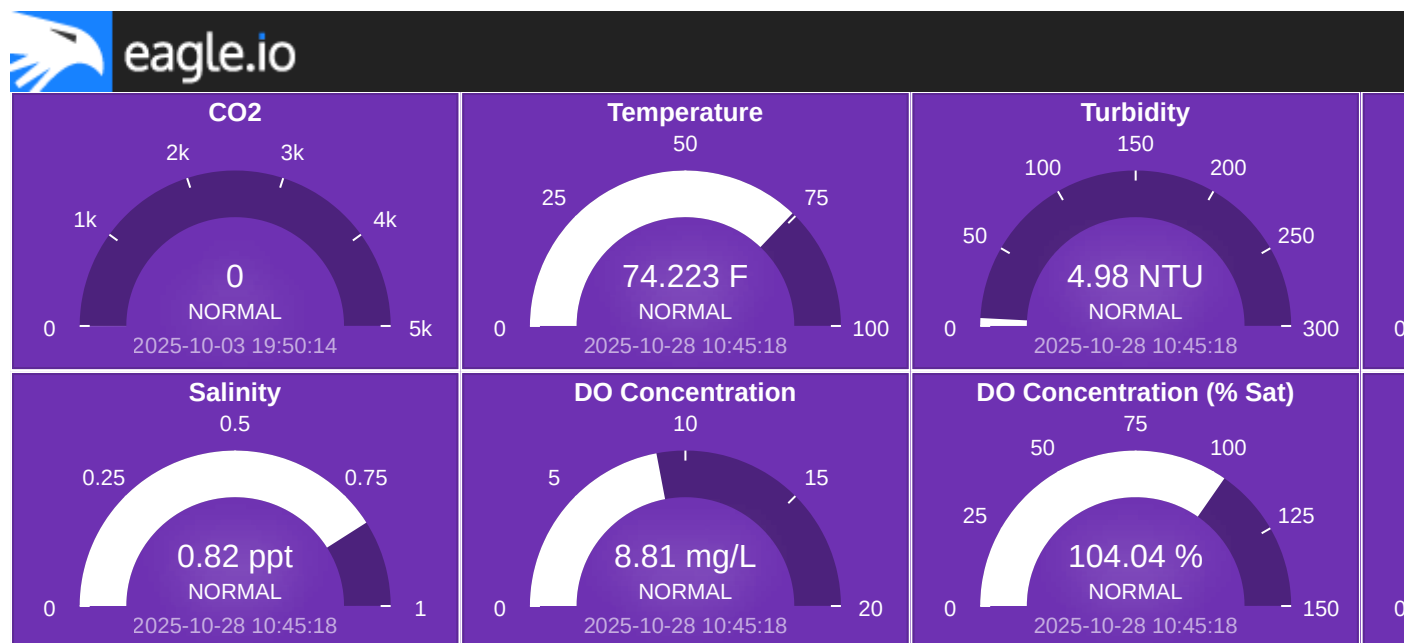 eagle.io
CO2
2k
3k
1k
4k
0
NORMAL
0
5k
2025-10-03 19:50:14
Temperature
50
25
75
74.223 F
NORMAL
0
100
2025-10-28 10:45:18
Turbidity
150
100
200
50
250
4.98 NTU
NORMAL
0
300
2025-10-28 10:45:18
0
Salinity
0.5
0.25
0.75
0.82 ppt
NORMAL
0
1
2025-10-28 10:45:18
DO Concentration
10
5
15
8.81 mg/L
NORMAL
0
20
2025-10-28 10:45:18
DO Concentration (% Sat)
75
50
100
25
125
104.04 %
NORMAL
0
150
2025-10-28 10:45:18
0